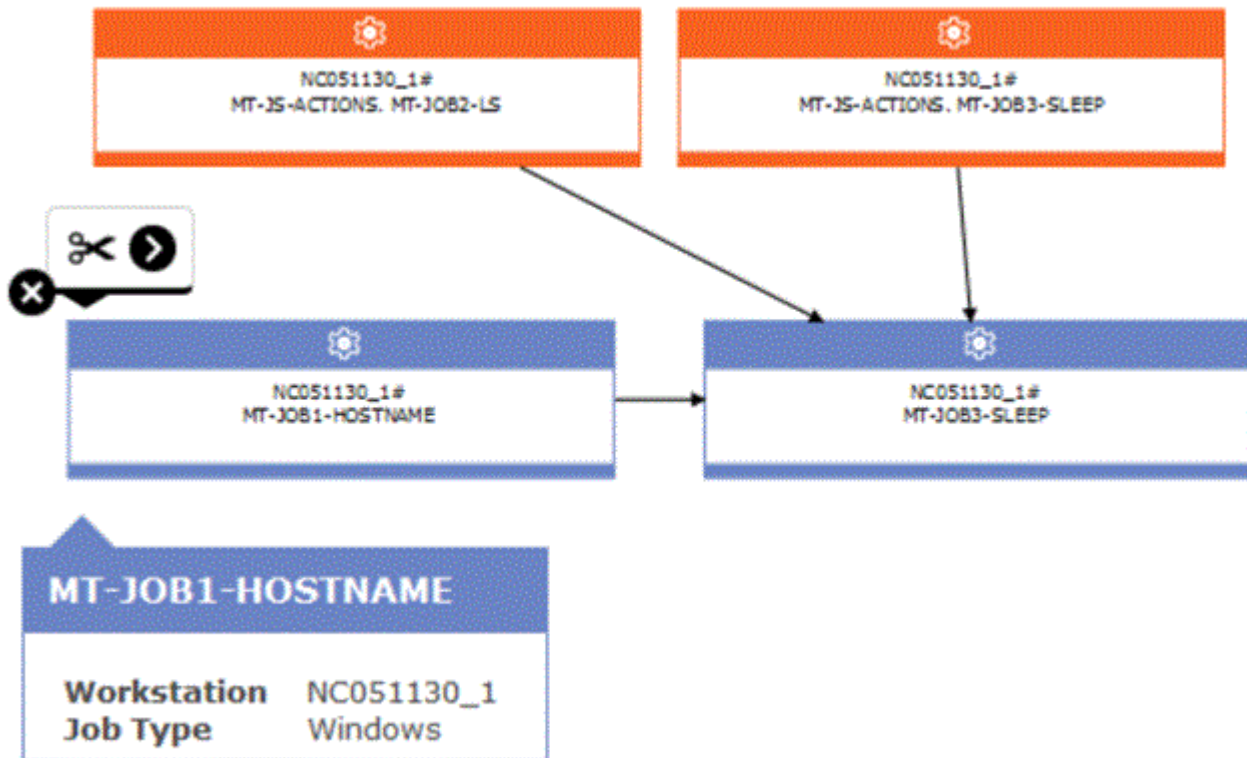 NC051130_1#
MT-JS-ACTIONS. MT-JOB2-LS
NC051130_1#
MT-JS-ACTIONS. MT-JOB3-SLEEP
NC051130_1#
MT-JOB1-HOSTNAME
NC051130_1#
MT-JOB3-SLEEP
MT-JOB1-HOSTNAME
Workstation NC051130_1
Job Type Windows